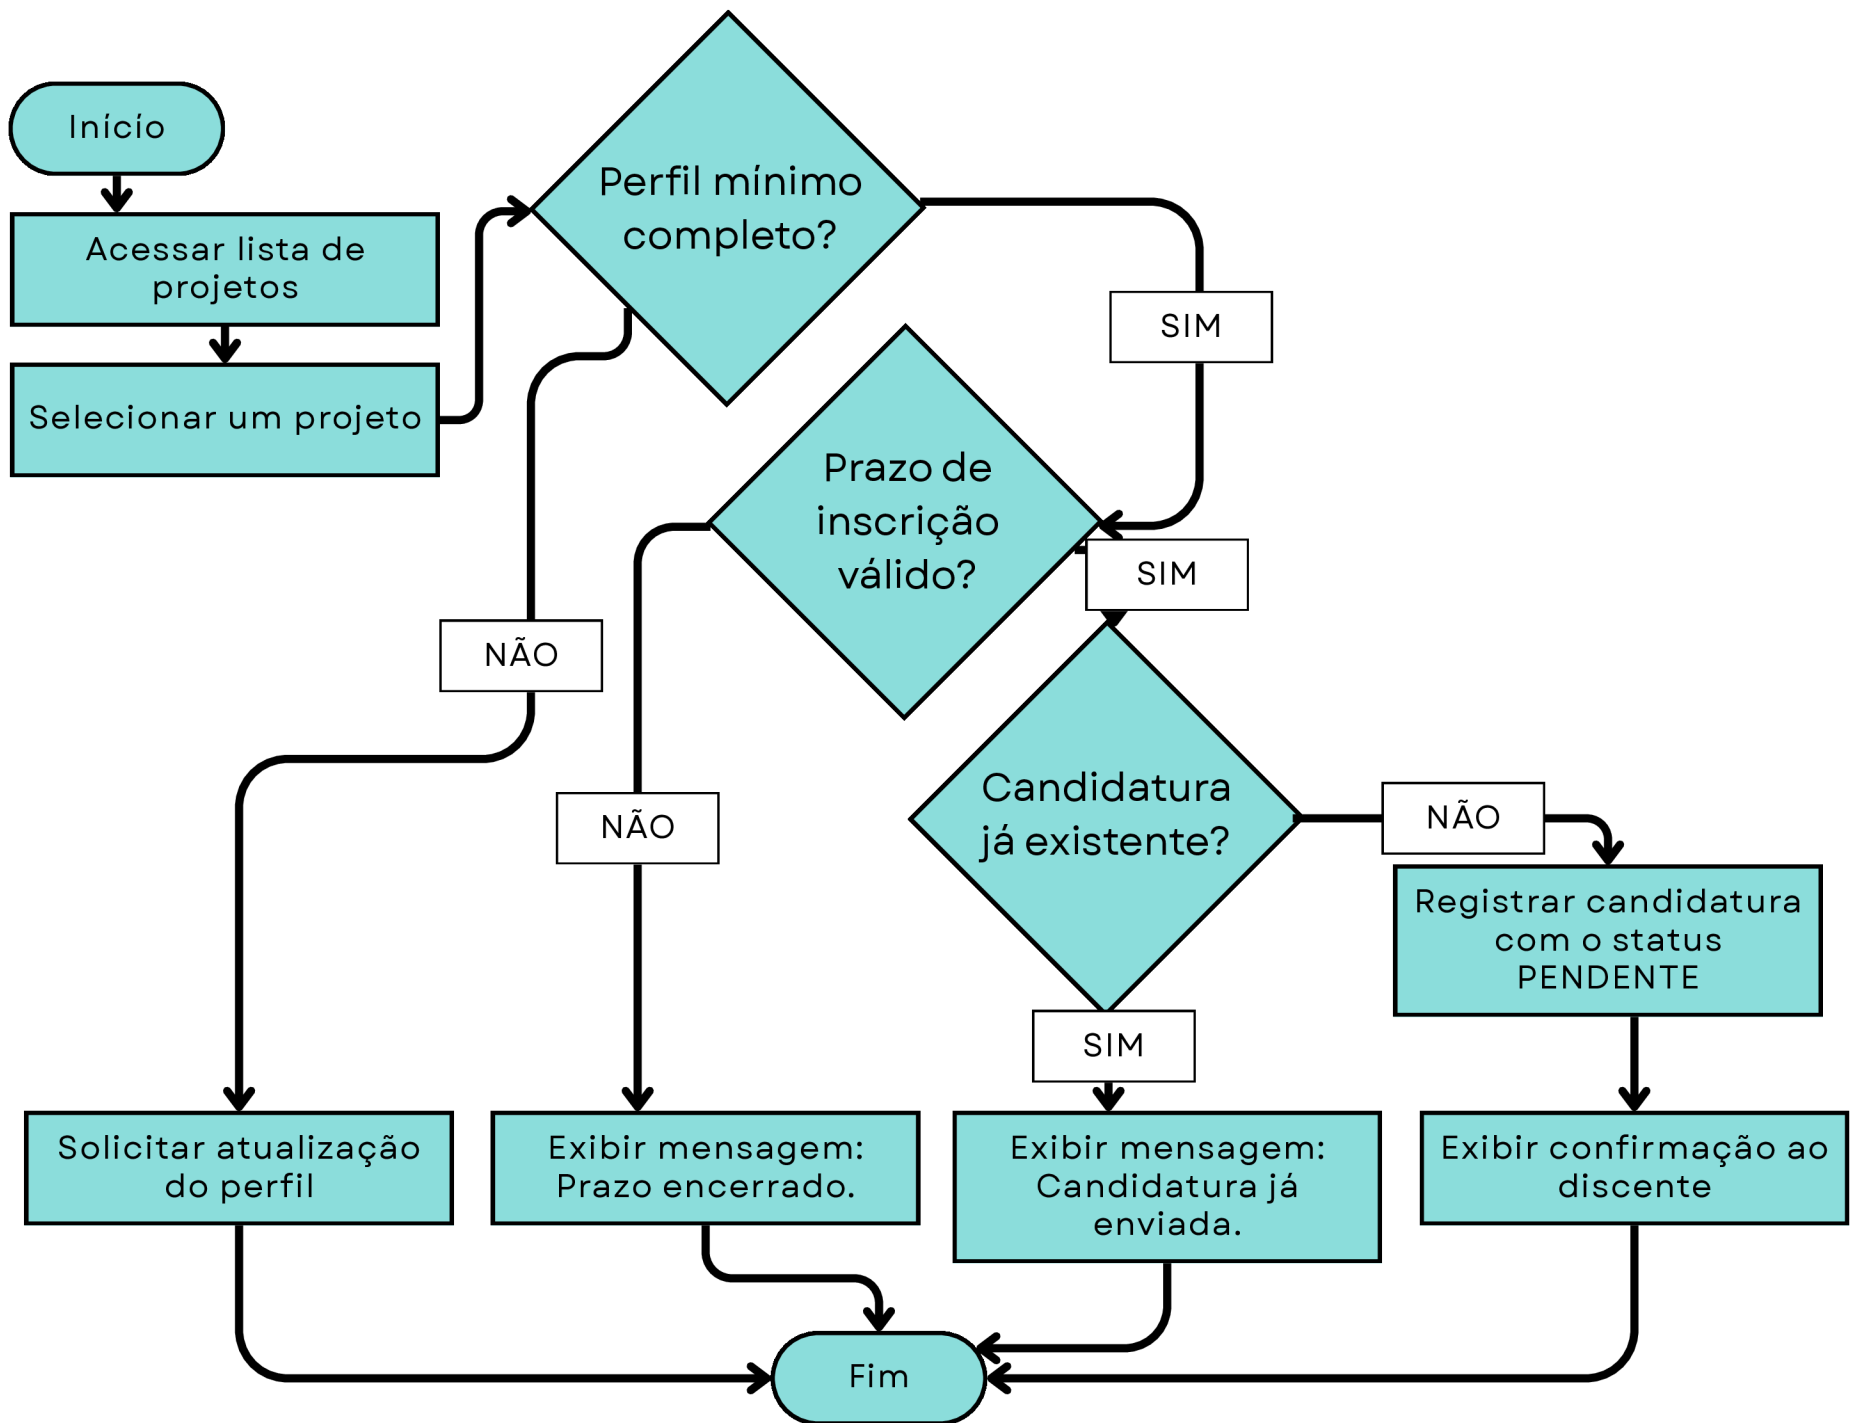 Início
Acessar lista de
projetos
Selecionar um projeto
Perfil mínimo
completo?
SIM
Prazo de
inscrição
válido?
SIM
NÃO
NÃO
Candidatura
já existente?
NÃO
Registrar candidatura
com o status
PENDENTE
SIM
Solicitar atualização
do perfil
Exibir mensagem:
Prazo encerrado.
Exibir mensagem:
Candidatura já
enviada.
Exibir confirmação ao
discente
Fim